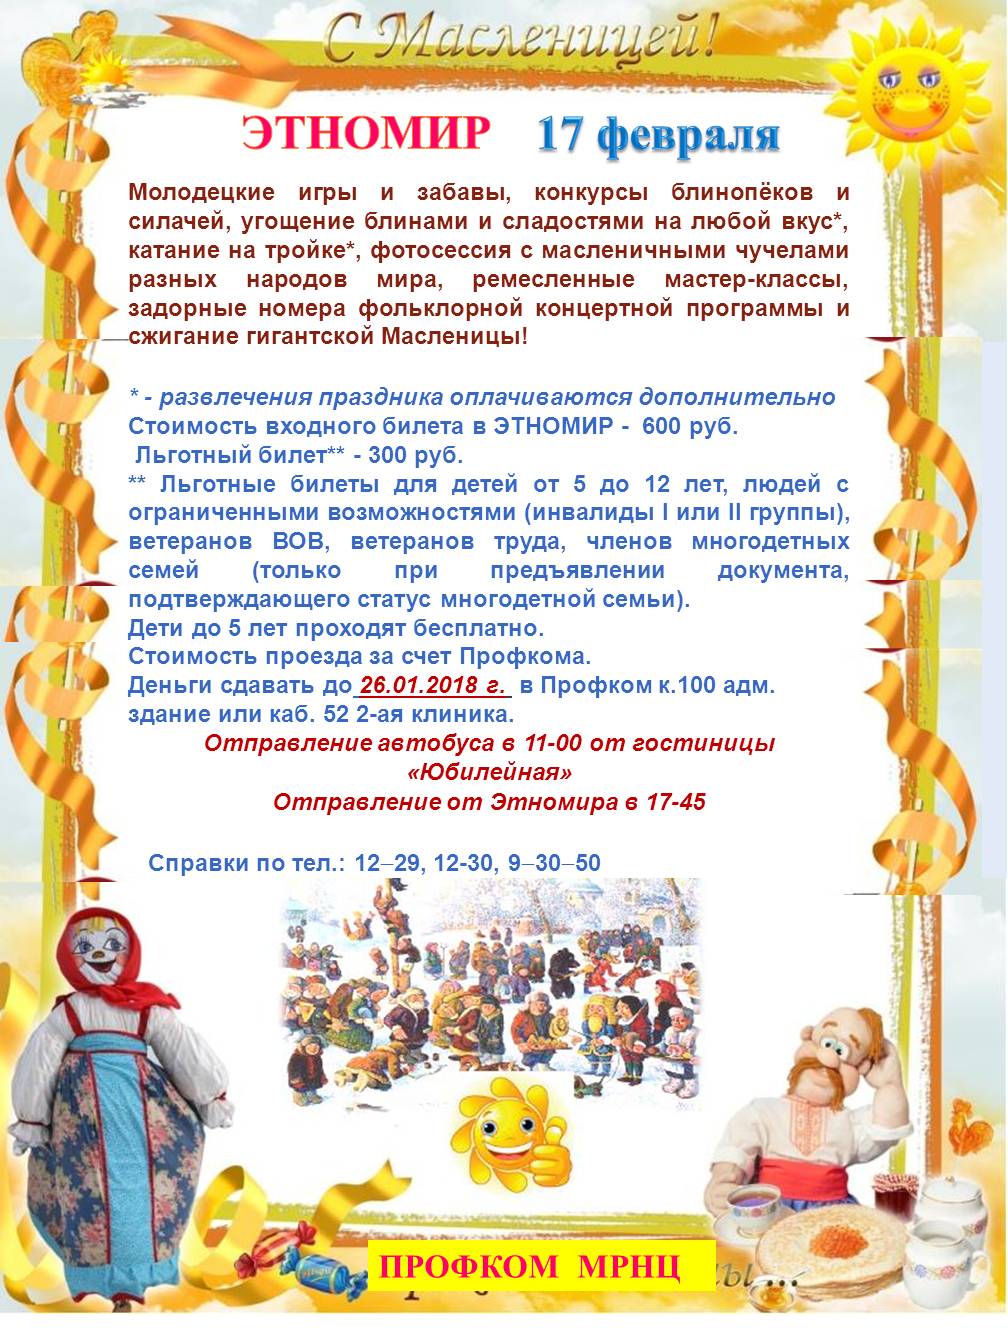 С Масленицей!
ЭТНОМИР 17 февраля
Молодецкие игры и забавы, конкурсы блинопёков и
силачей, угощение блинами и сладостями на любой вкус*,
катание на тройке*, фотосессия с масленичными чучелами
разных народов мира, ремесленные мастер-классы,
задорные номера фольклорной концертной программы и
сжигание гигантской Масленицы!
* - развлечения праздника оплачиваются дополнительно
Стоимость входного билета в ЭТНОМИР - 600 руб.
Льготный билет** - 300 руб.
** Льготные билеты для детей от 5 до 12 лет, людей с
ограниченными возможностями (инвалиды I или II группы),
ветеранов ВОВ, ветеранов труда, членов многодетных
семей (только при предъявлении документа,
подтверждающего статус многодетной семьи).
Дети до 5 лет проходят бесплатно.
Стоимость проезда за счет Профкома.
Деньги сдавать до 26.01.2018 г. в Профком к.100 адм.
здание или каб. 52 2-ая клиника.
Отправление автобуса в 11-00 от гостиницы
«Юбилейная»
Отправление от Этномира в 17-45
Справки по тел.: 12–29, 12-30, 9–30–50
ПРОФКОМ МРНЦ